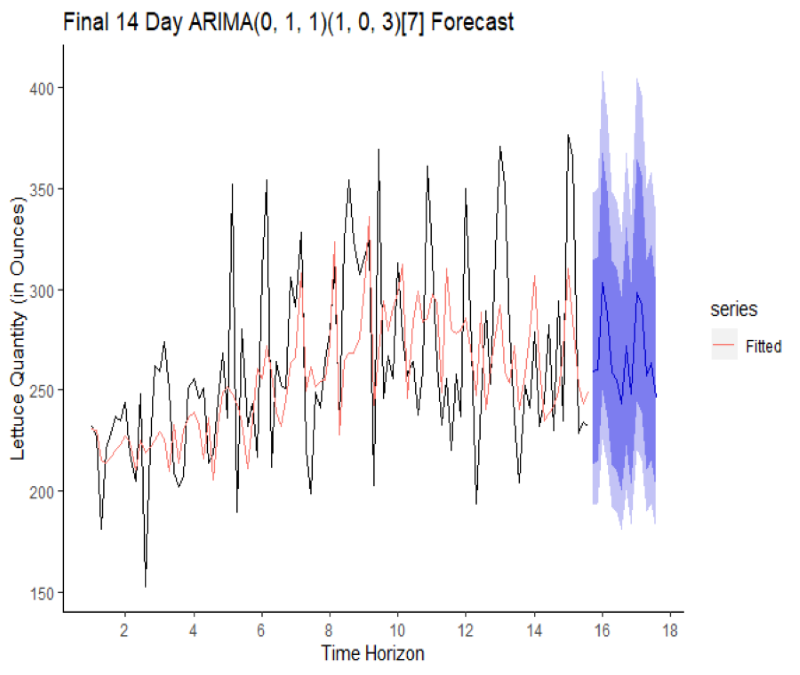 Final 14 Day ARIMA(0, 1, 1)(1, 0, 3)[7] Forecast
Lettuce Quantity (in Ounces)
400
350
300
250
200
150
2 4 6 8 10 12 14 16 18
Time Horizon
series
Fitted